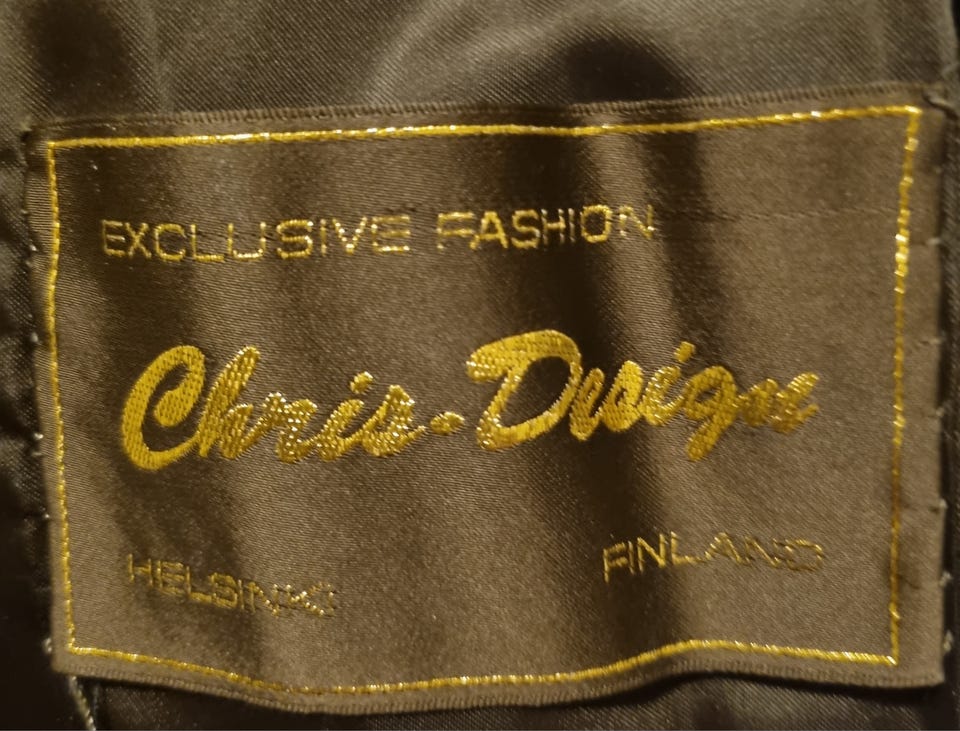 EXCLUSIVE FASHION
Chris-Design
HELSINKI FINLAND